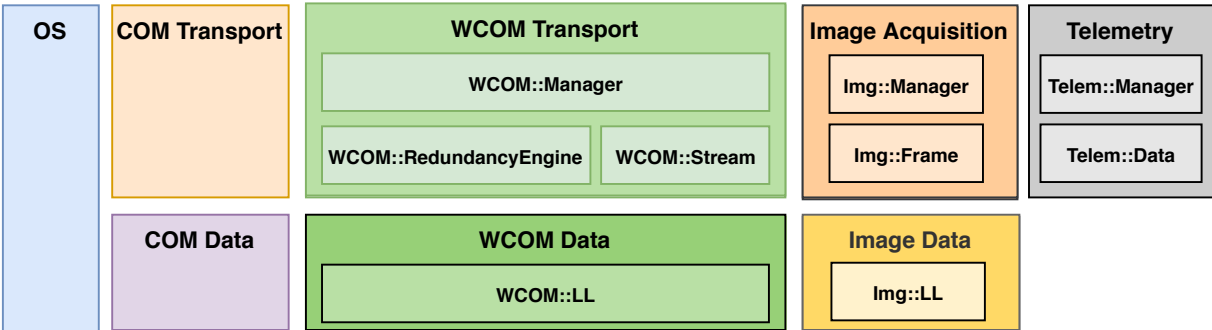 OS
COM Transport
WCOM Transport
WCOM::Manager
WCOM::RedundancyEngine
WCOM::Stream
Image Acquisition
Img::Manager
Img::Frame
Telemetry
Telem::Manager
Telem::Data
COM Data
WCOM Data
WCOM::LL
Image Data
Img::LL